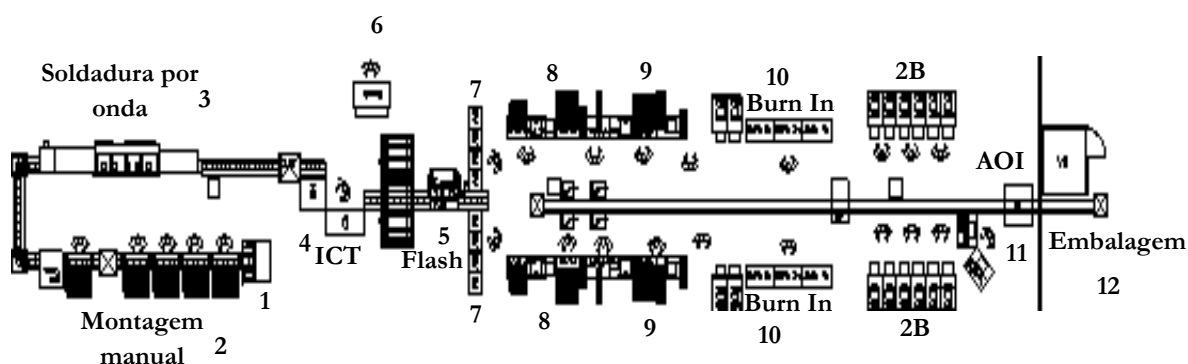 6
Soldadura por
onda
3
7
8
9
10
Burn In
2B
AOI
4
ICT
5
Flash
11
Embalagem
12
1
Montagem
manual
2
7
8
9
Burn In
10
2B